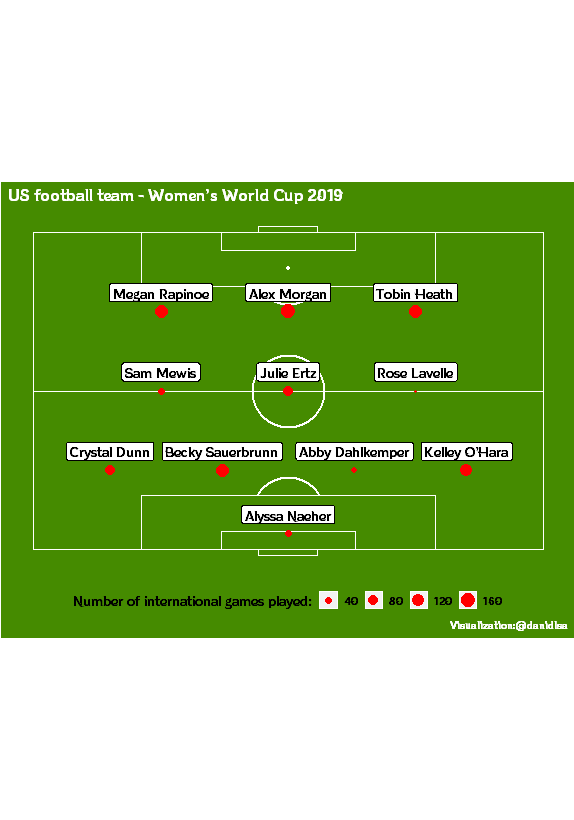 US football team - Women's World Cup 2019
Megan Rapinoe Alex Morgan Tobin Heath
Sam Mewis Julie Ertz Rose Lavelle
Crystal Dunn Becky Sauerbrunn Abby Dahlkemper Kelley O'Hara
Alyssa Naeher
Number of international games played: 40 80 120 160
Visualization:@danidlsa